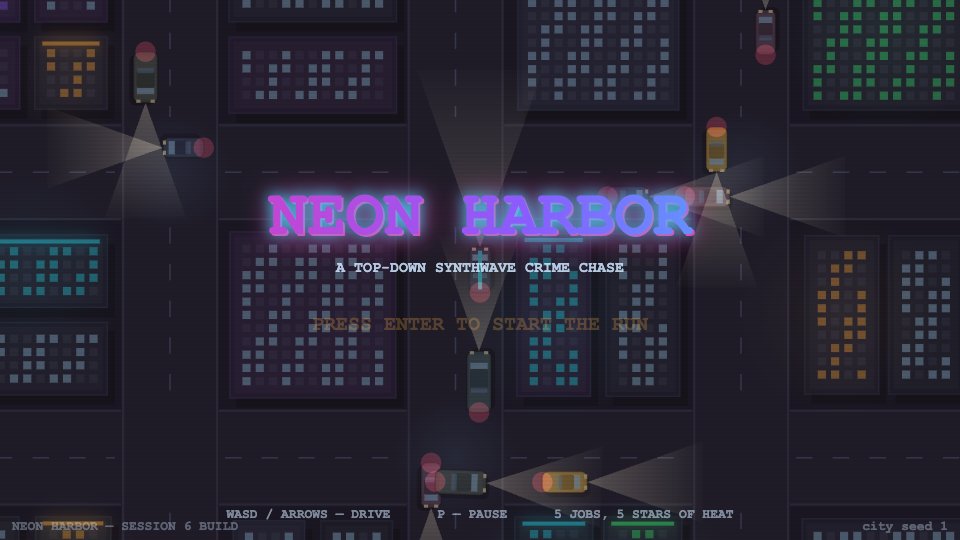 NEON HARBOR
A TOP-DOWN SYNTHWAVE CRIME CHASE
PRESS ENTER TO START THE RUN
WASD / ARROWS — DRIVE P — PAUSE 5 JOBS, 5 STARS OF HEAT
NEON HARBOR — SESSION 6 BUILD
city seed 1